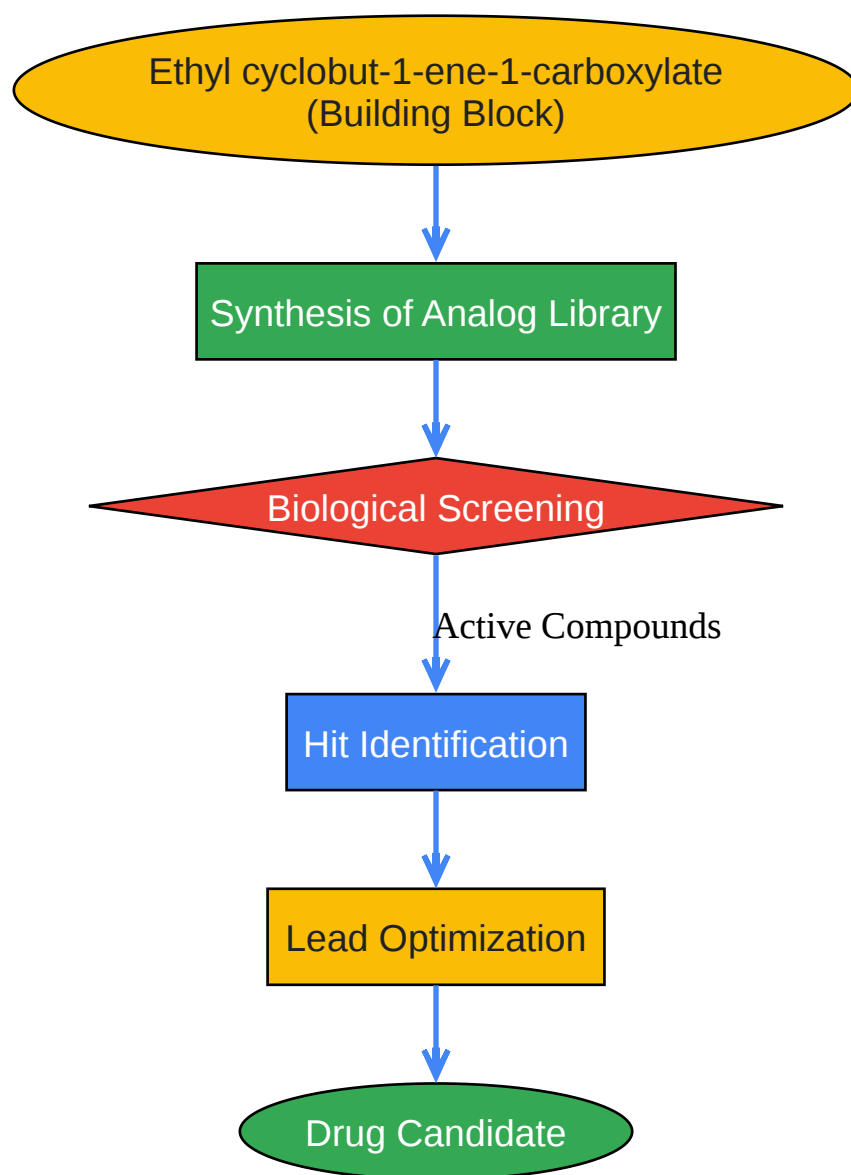 Ethyl cyclobut-1-ene-1-carboxylate
(Building Block)
Synthesis of Analog Library
Biological Screening
Active Compounds
Hit Identification
Lead Optimization
Drug Candidate